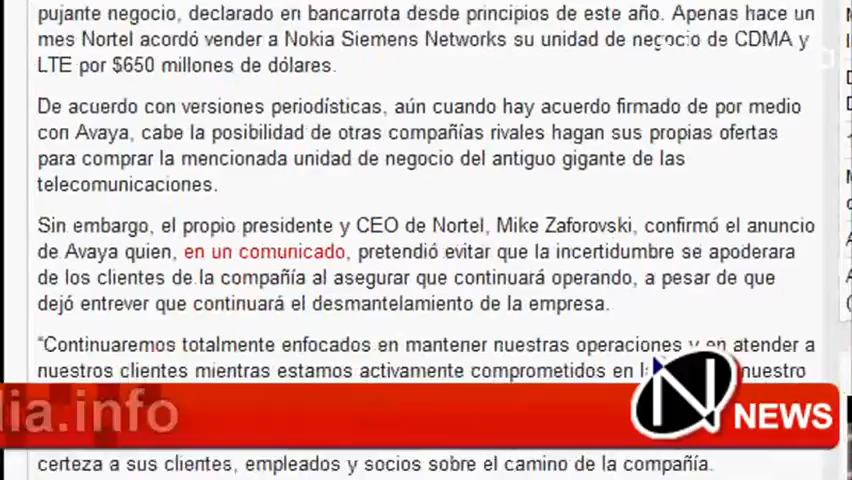 pujante negocio, declarado en bancarrota desde principios de este año. Apenas hace un
mes Nortel acordó vender a Nokia Siemens Networks su unidad de negocio de CDMA y
LTE por $650 millones de dólares.
De acuerdo con versiones periodísticas, aún cuando hay acuerdo firmado de por medio
con Avaya, cabe la posibilidad de otras compañías rivales hagan sus propias ofertas
para comprar la mencionada unidad de negocio del antiguo gigante de las
telecomunicaciones.
Sin embargo, el propio presidente y CEO de Nortel, Mike Zaforovski, confirmó el anuncio
de Avaya quien, en un comunicado, pretendió evitar que la incertidumbre se apoderara
de los clientes de la compañía al asegurar que continuará operando, a pesar de que
dejó entrever que continuará el desmantelamiento de la empresa.
“Continuaremos totalmente enfocados en mantener nuestras operaciones y en atender a
nuestros clientes mientras estamos activamente comprometidos en nuestro
dia.info
N NEWS
certeza a sus clientes, empleados y socios sobre el camino de la compañía.